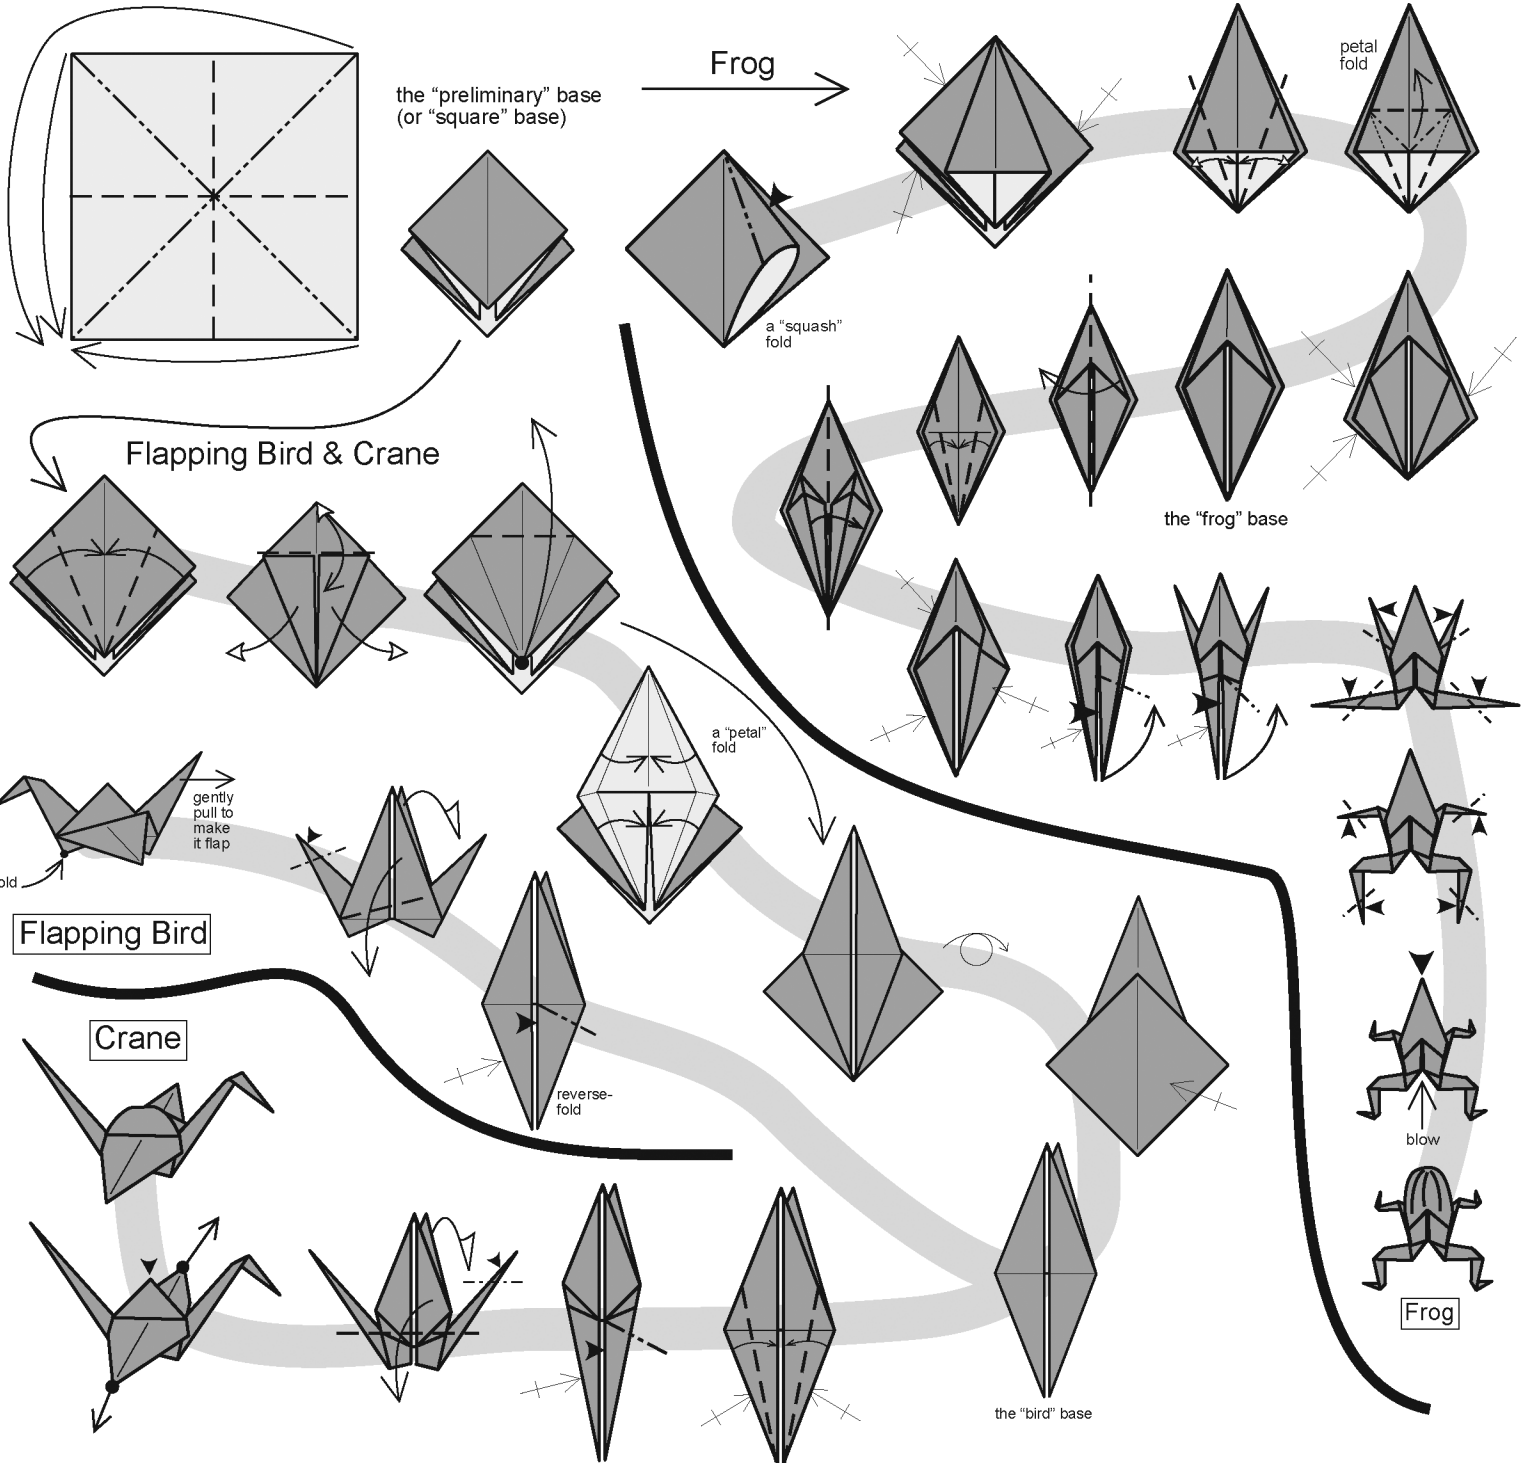 the “preliminary” base
(or “square” base)
Frog
petal
fold
a “squash”
fold
the “frog” base
Flapping Bird & Crane
a “petal”
fold
gently
pull to
make
it flap
old
Flapping Bird
Crane
reverse-
fold
blow
Frog
the “bird” base